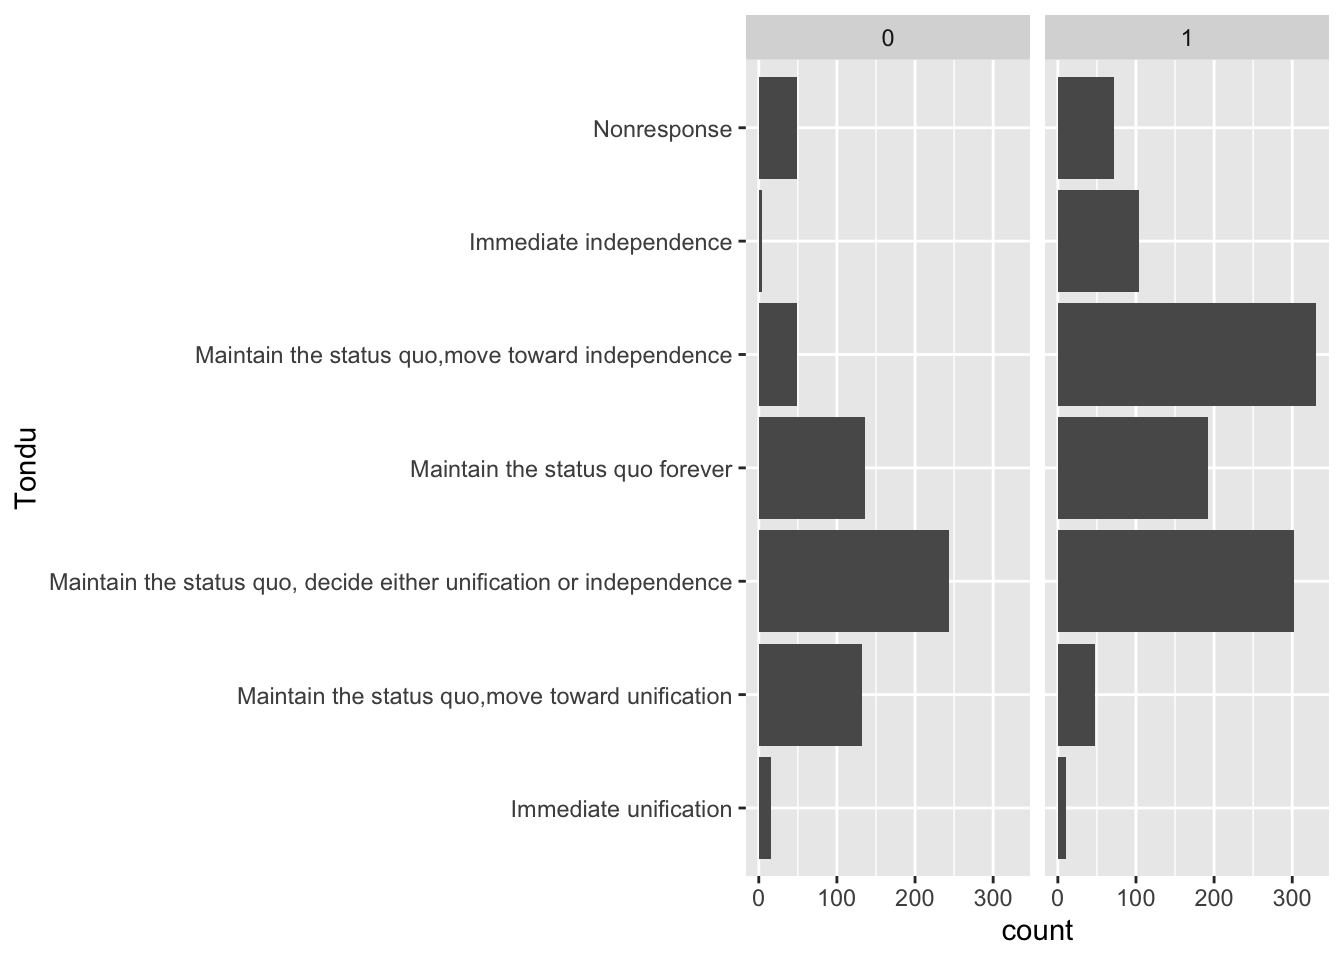 0 1
Nonresponse
Immediate independence
Maintain the status quo,move toward independence
Maintain the status quo forever
Maintain the status quo, decide either unification or independence
Maintain the status quo,move toward unification
Immediate unification
Tondu
0 100 200 300 0 100 200 300
count